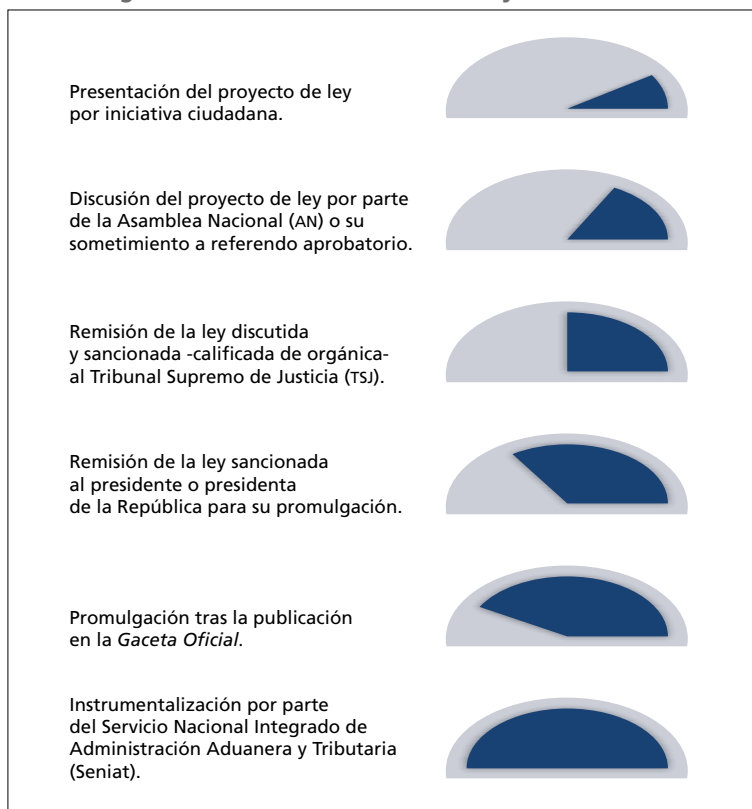 Presentación del proyecto de ley
por iniciativa ciudadana.
Discusión del proyecto de ley por parte
de la Asamblea Nacional (AN) o su
sometimiento a referendo aprobatorio.
Remisión de la ley discutida
y sancionada -calificada de orgánica-
al Tribunal Supremo de Justicia (TSJ).
Remisión de la ley sancionada
al presidente o presidenta
de la República para su promulgación.
Promulgación tras la publicación
en la Gaceta Oficial.
Instrumentalización por parte
del Servicio Nacional Integrado de
Administración Aduanera y Tributaria
(Seniat).